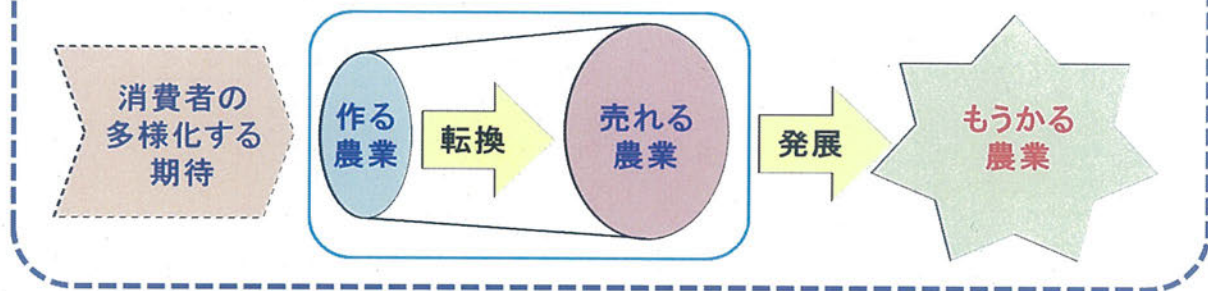 消費者の
多様化する
期待
作る
農業
転換
売れる
農業
発展
もうかる
農業